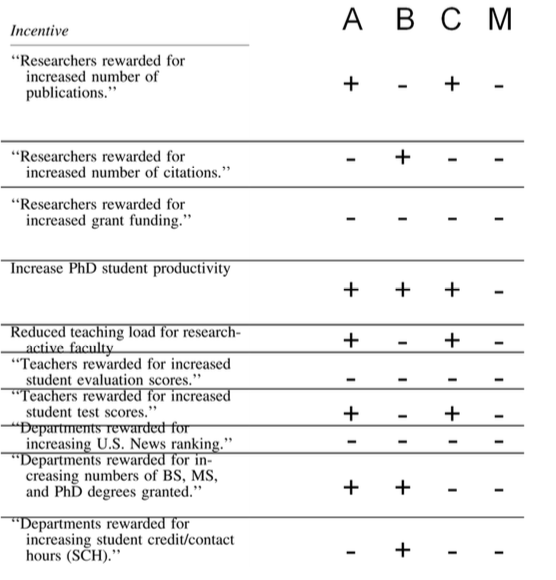 Incentive A B C M
“Researchers rewarded for
increased number of
publications.” + - + -
“Researchers rewarded for
increased number of citations.” - + - -
“Researchers rewarded for
increased grant funding.” - - - -
Increase PhD student productivity
+ + + -
Reduced teaching load for research-
active faculty + - + -
“Teachers rewarded for increased
student evaluation scores.” - - - -
“Teachers rewarded for increased
student test scores.” + - + -
“Departments rewarded for
increasing U.S. News ranking.” - - - -
“Departments rewarded for in-
creasing numbers of BS, MS,
and PhD degrees granted.” + + - -
“Departments rewarded for
increasing student credit/contact
hours (SCH).” - + - -